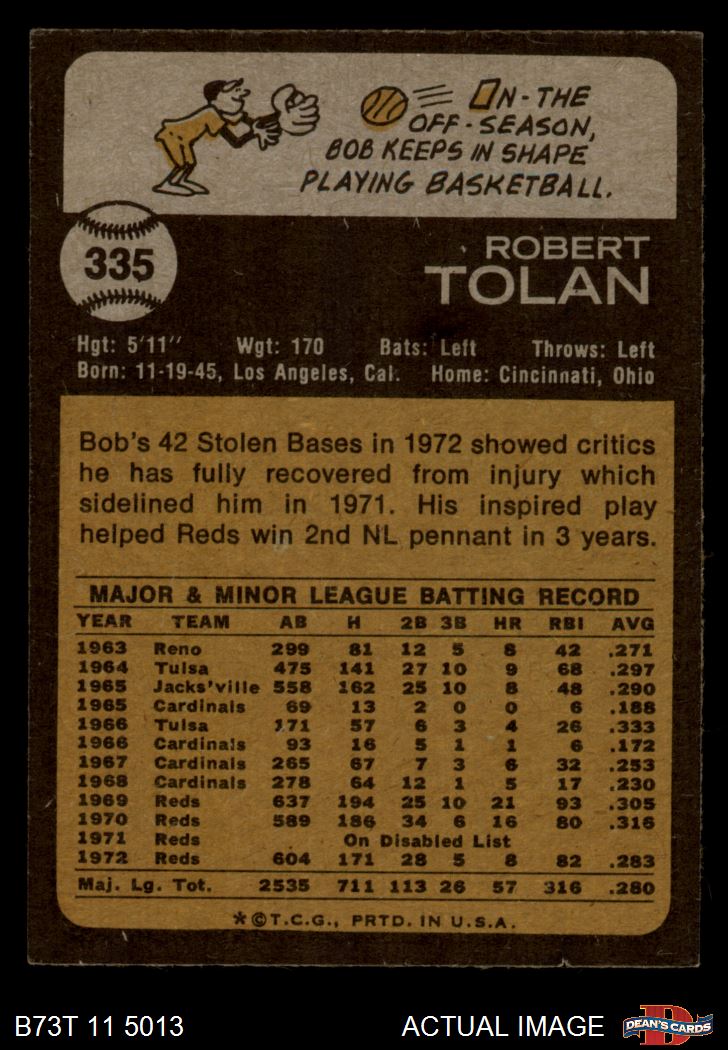 ON-THE
OFF-SEASON,
BOB KEEPS IN SHAPE
PLAYING BASKETBALL.
335
ROBERT
TOLAN
Hgt: 5'11" Wgt: 170 Bats: Left Throws: Left
Born: 11-19-45, Los Angeles, Cal. Home: Cincinnati, Ohio
Bob's 42 Stolen Bases in 1972 showed critics
he has fully recovered from injury which
sidelined him in 1971. His inspired play
helped Reds win 2nd NL pennant in 3 years.
MAJOR & MINOR LEAGUE BATTING RECORD
YEAR TEAM AB H 2B 3B HR RBI AVG
1963 Reno 299 81 12 5 8 42 .271
1964 Tulsa 475 141 27 10 9 68 .297
1965 Jacks'ville 558 162 25 10 8 48 .290
1965 Cardinals 69 13 2 0 0 6 .188
1966 Tulsa 171 57 6 3 4 26 .333
1966 Cardinals 93 16 5 1 1 6 .172
1967 Cardinals 265 67 7 3 6 32 .253
1968 Cardinals 278 64 12 1 5 17 .230
1969 Reds 637 194 25 10 21 93 .305
1970 Reds 589 186 34 6 16 80 .316
1971 Reds On Disabled List
1972 Reds 604 171 28 5 8 82 .283
Maj. Lg. Tot. 2535 711 113 26 57 316 .280
*©T.C.G., PRTD. IN U.S.A.
B73T 11 5013 ACTUAL IMAGE
D
DEAN'S CARDS